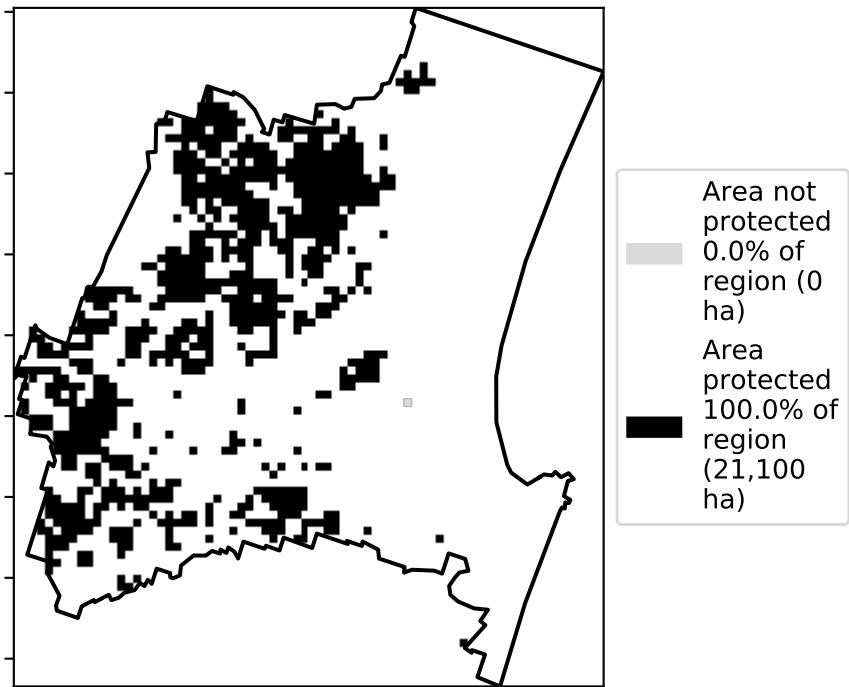 Area not
protected
0.0% of
region (0
ha)
Area
protected
100.0% of
region
(21,100
ha)